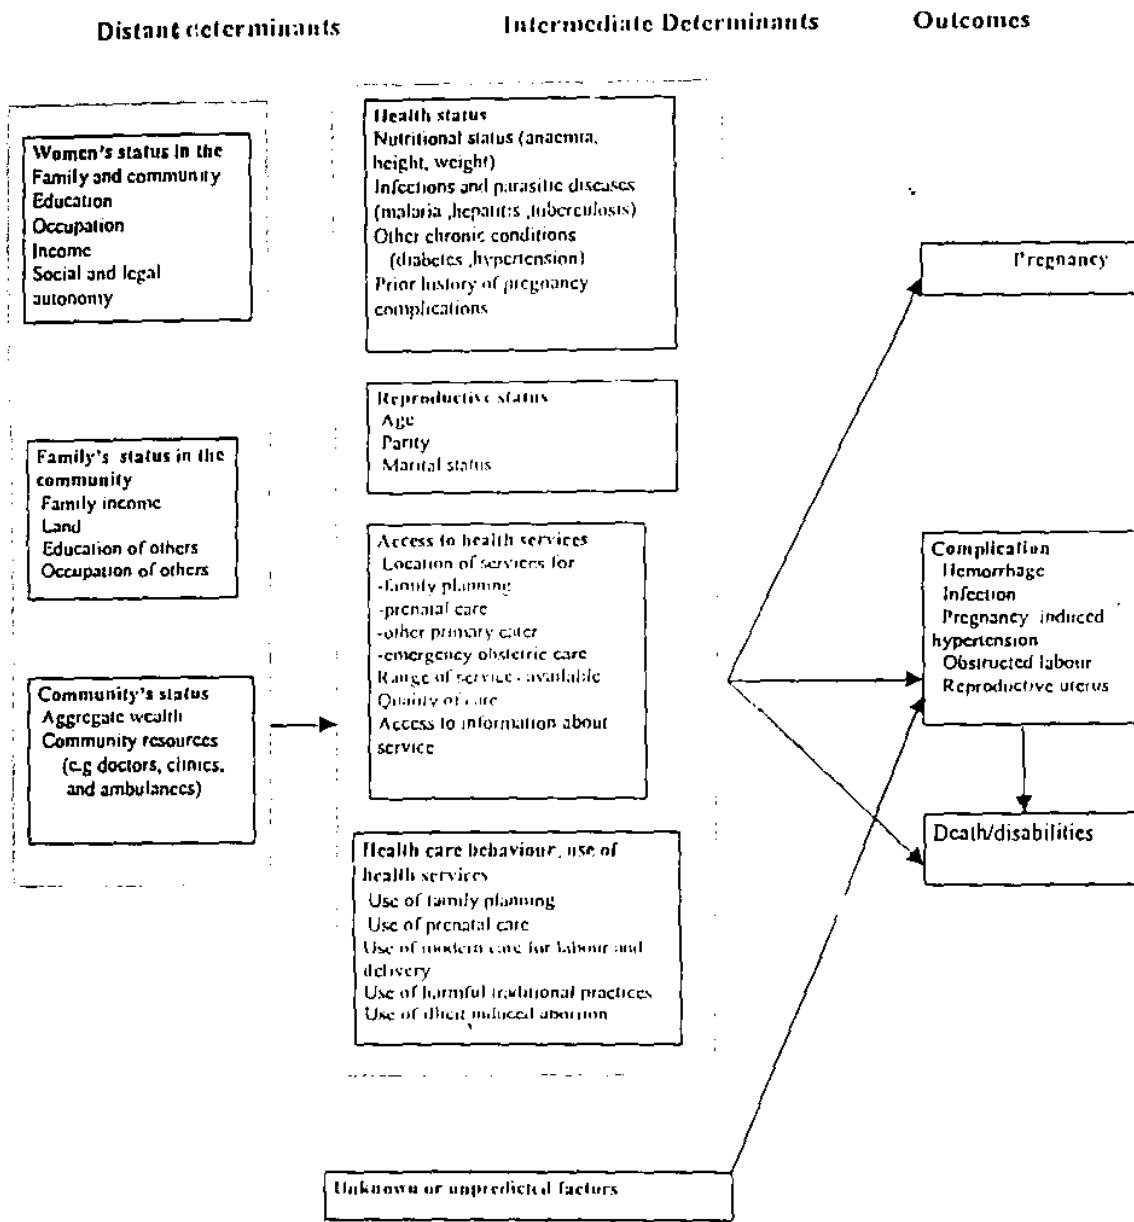 Distant determinants
Intermediate Determinants
Outcomes
Women's status in the
Family and community
Education
Occupation
Income
Social and legal
autonomy
Family's status in the
community
Family income
Land
Education of others
Occupation of others
Community's status
Aggregate wealth
Community resources
(e.g doctors, clinics,
and ambulances)
Health status
Nutritional status (anaemia,
height, weight)
Infections and parasitic diseases
(malaria ,hepatitis ,tuberculosis)
Other chronic conditions
(diabetes ,hypertension)
Prior history of pregnancy
complications
Reproductive status
Age
Parity
Marital status
Access to health services
Location of services for
-family planning
-prenatal care
-other primary cater
-emergency obstetric care
Range of services available
Quality of care
Access to information about
service
Health care behaviour, use of
health services
Use of family planning
Use of prenatal care
Use of modern care for labour and
delivery
Use of harmful traditional practices
Use of illicit induced abortion
Unknown or unpredicted factors
Pregnancy
Complication
Hemorrhage
Infection
Pregnancy induced
hypertension
Obstructed labour
Reproductive uterus
Death/disabilities